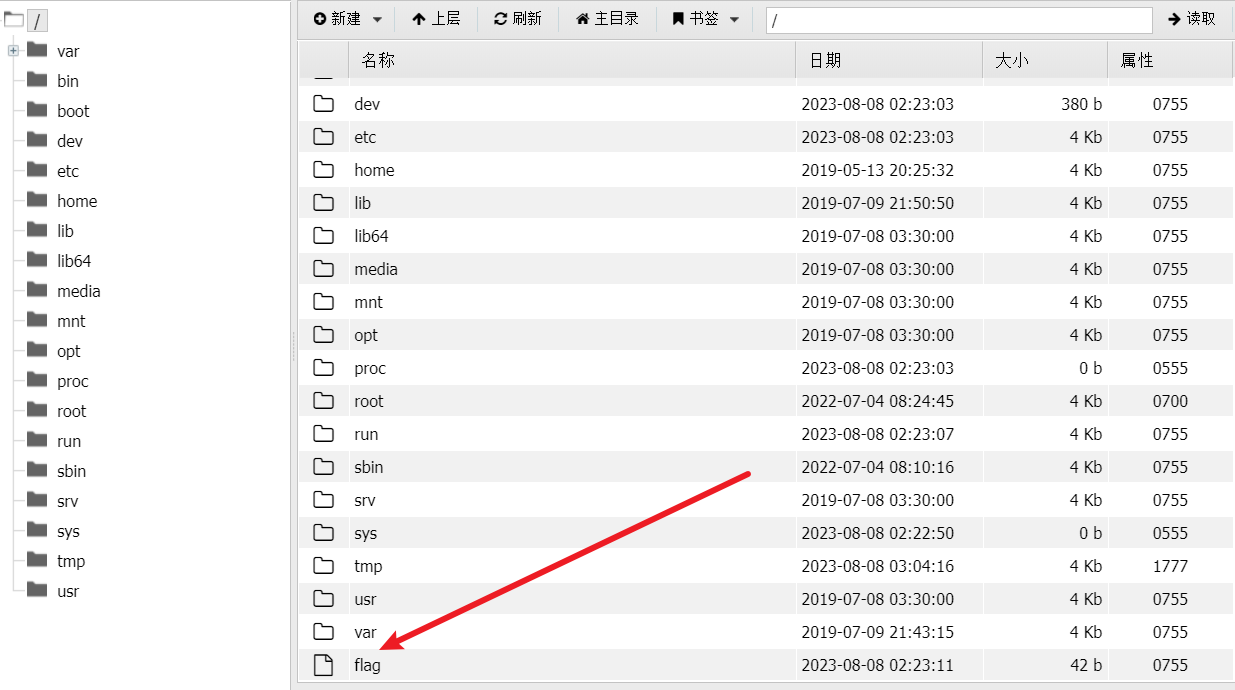 /
var
bin
boot
dev
etc
home
lib
lib64
media
mnt
opt
proc
root
run
sbin
srv
sys
tmp
usr
新建 上层 刷新 主目录 书签 / 读取
名称 日期 大小 属性
dev 2023-08-08 02:23:03 380 b 0755
etc 2023-08-08 02:23:03 4 Kb 0755
home 2019-05-13 20:25:32 4 Kb 0755
lib 2019-07-09 21:50:50 4 Kb 0755
lib64 2019-07-08 03:30:00 4 Kb 0755
media 2019-07-08 03:30:00 4 Kb 0755
mnt 2019-07-08 03:30:00 4 Kb 0755
opt 2019-07-08 03:30:00 4 Kb 0755
proc 2023-08-08 02:23:03 0 b 0555
root 2022-07-04 08:24:45 4 Kb 0700
run 2023-08-08 02:23:07 4 Kb 0755
sbin 2022-07-04 08:10:16 4 Kb 0755
srv 2019-07-08 03:30:00 4 Kb 0755
sys 2023-08-08 02:22:50 0 b 0555
tmp 2023-08-08 03:04:16 4 Kb 1777
usr 2019-07-08 03:30:00 4 Kb 0755
var 2019-07-09 21:43:15 4 Kb 0755
flag 2023-08-08 02:23:11 42 b 0755